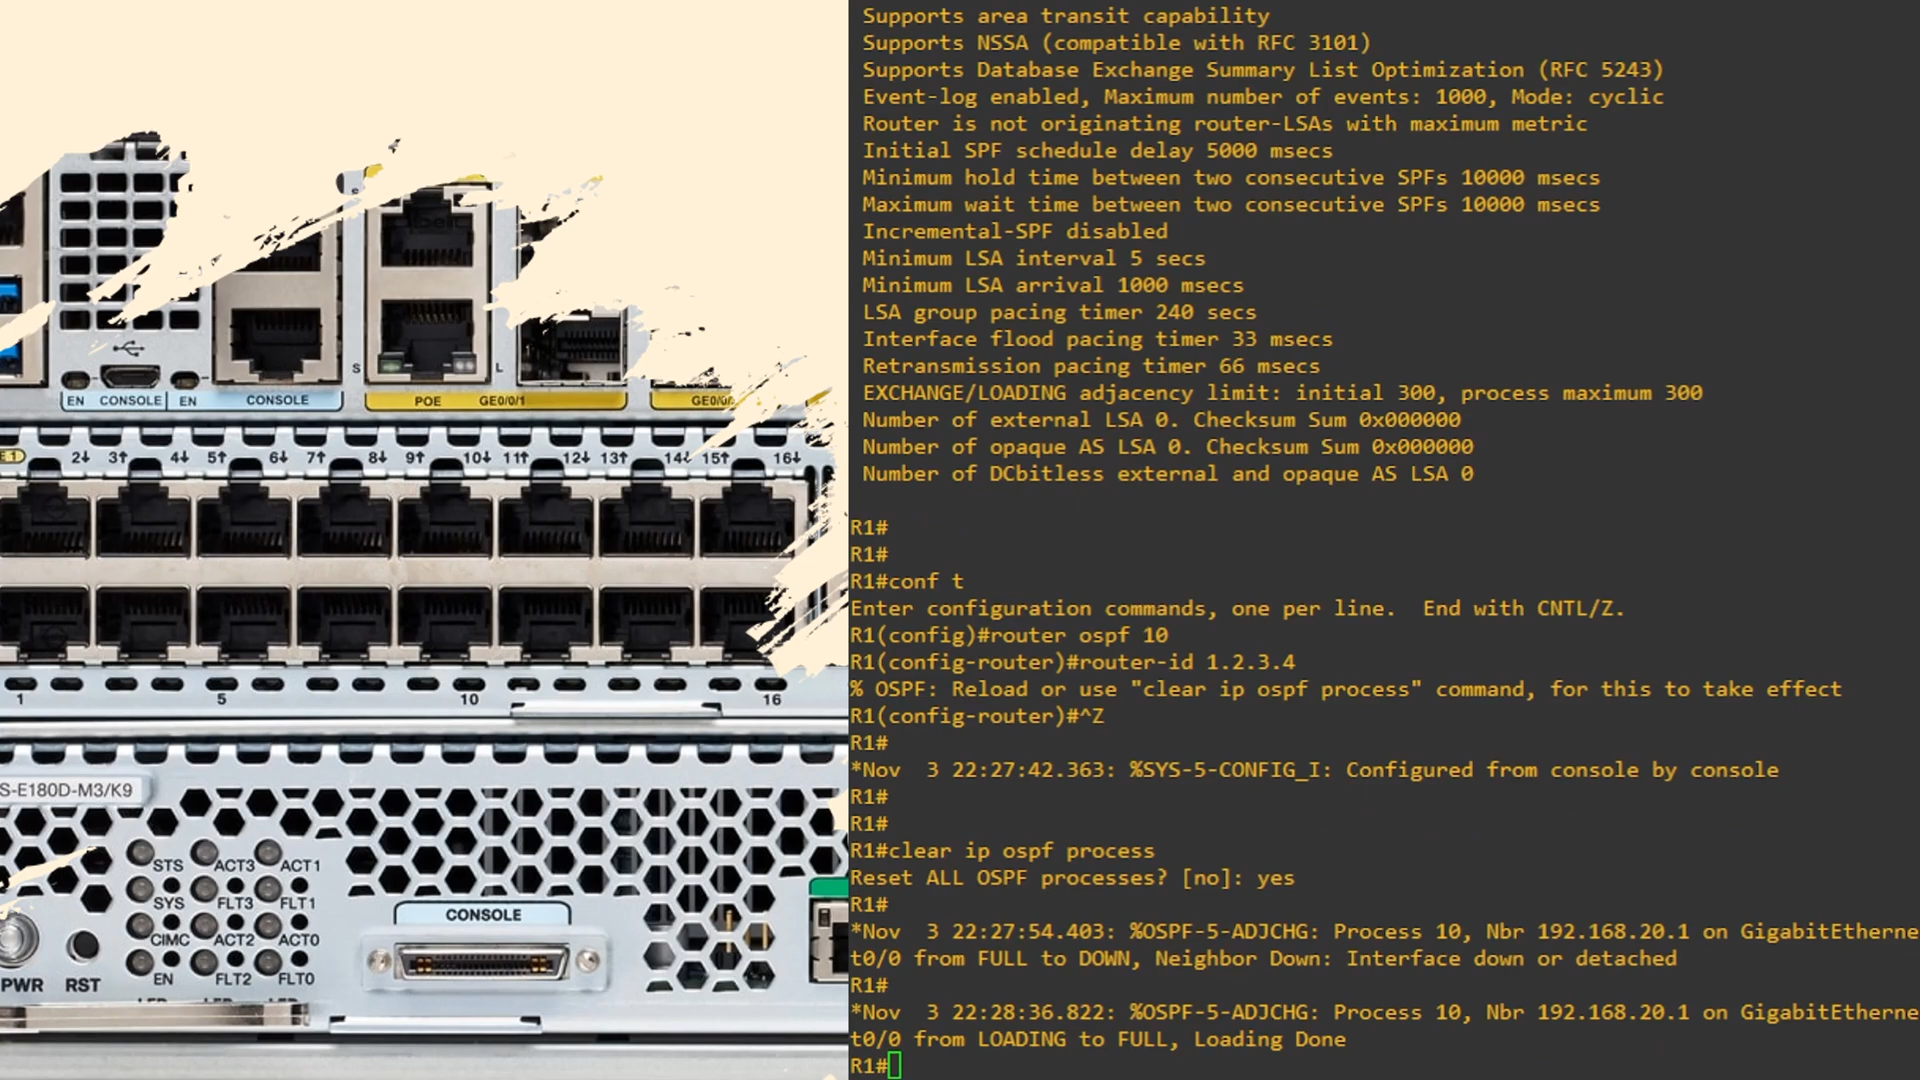 EN CONSOLE EN
CONSOLE
S
L
POE GE0/0/1
GE0/0/
2↓ 3↑ 4↓ 5↑ 6↓ 7↑ 8↓ 9↑ 10↓ 11↑ 12↓ 13↑ 14↓ 15↑ 16↓
1 5 10 16
S-E180D-M3/K9
STS ACT3 ACT1
SYS FLT3 FLT1
CIMC ACT2 ACT0
EN FLT2 FLT0
PWR RST
CONSOLE
Supports area transit capability
Supports NSSA (compatible with RFC 3101)
Supports Database Exchange Summary List Optimization (RFC 5243)
Event-log enabled, Maximum number of events: 1000, Mode: cyclic
Router is not originating router-LSAs with maximum metric
Initial SPF schedule delay 5000 msecs
Minimum hold time between two consecutive SPFs 10000 msecs
Maximum wait time between two consecutive SPFs 10000 msecs
Incremental-SPF disabled
Minimum LSA interval 5 secs
Minimum LSA arrival 1000 msecs
LSA group pacing timer 240 secs
Interface flood pacing timer 33 msecs
Retransmission pacing timer 66 msecs
EXCHANGE/LOADING adjacency limit: initial 300, process maximum 300
Number of external LSA 0. Checksum Sum 0x000000
Number of opaque AS LSA 0. Checksum Sum 0x000000
Number of DCbitless external and opaque AS LSA 0
R1#
R1#
R1#conf t
Enter configuration commands, one per line.  End with CNTL/Z.
R1(config)#router ospf 10
R1(config-router)#router-id 1.2.3.4
% OSPF: Reload or use "clear ip ospf process" command, for this to take effect
R1(config-router)#^Z
R1#
*Nov  3 22:27:42.363: %SYS-5-CONFIG_I: Configured from console by console
R1#
R1#
R1#clear ip ospf process
Reset ALL OSPF processes? [no]: yes
R1#
*Nov  3 22:27:54.403: %OSPF-5-ADJCHG: Process 10, Nbr 192.168.20.1 on GigabitEtherne
t0/0 from FULL to DOWN, Neighbor Down: Interface down or detached
R1#
*Nov  3 22:28:36.822: %OSPF-5-ADJCHG: Process 10, Nbr 192.168.20.1 on GigabitEtherne
t0/0 from LOADING to FULL, Loading Done
R1#